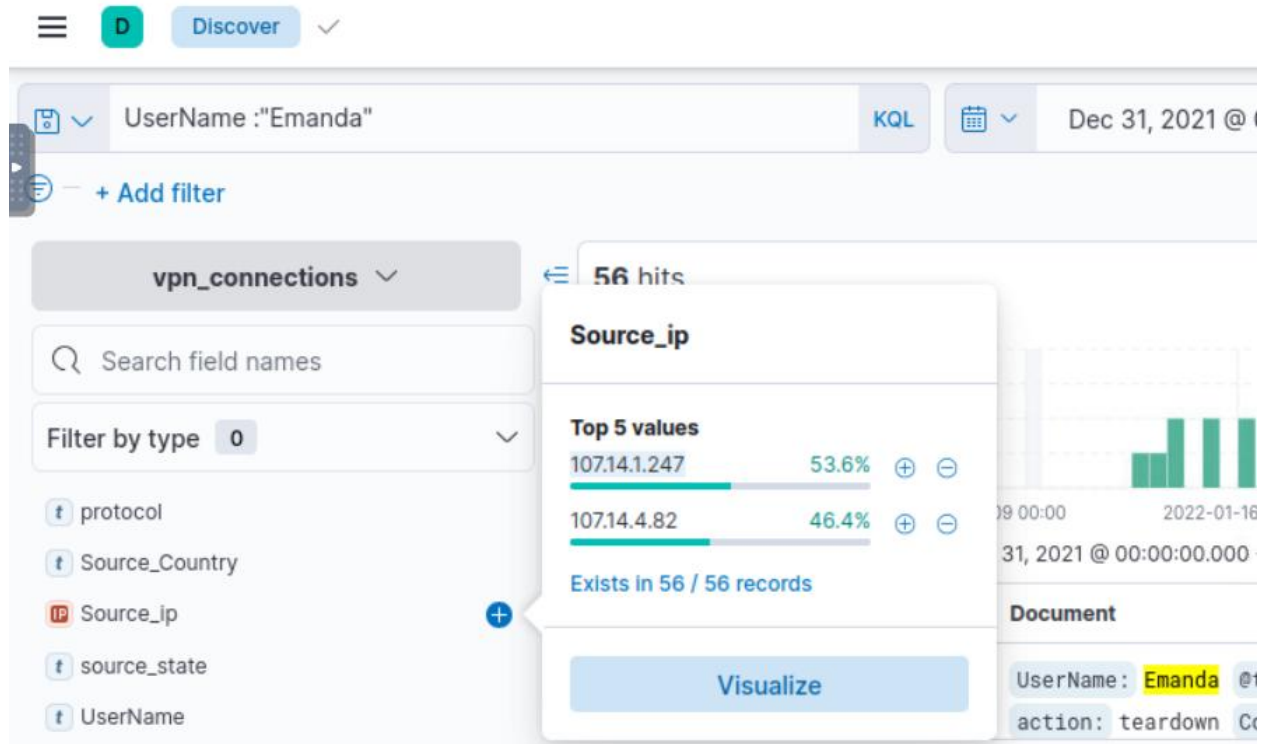 D Discover
UserName :"Emanda" KQL Dec 31, 2021 @
+ Add filter
vpn_connections
56 hits
Search field names
Filter by type 0
protocol
Source_Country
Source_ip
source_state
UserName
Source_ip
Top 5 values
107.14.1.247 53.6%
107.14.4.82 46.4%
Exists in 56 / 56 records
Visualize
09 00:00 2022-01-16
31, 2021 @ 00:00:00.000 -
Document
UserName: Emanda
action: teardown